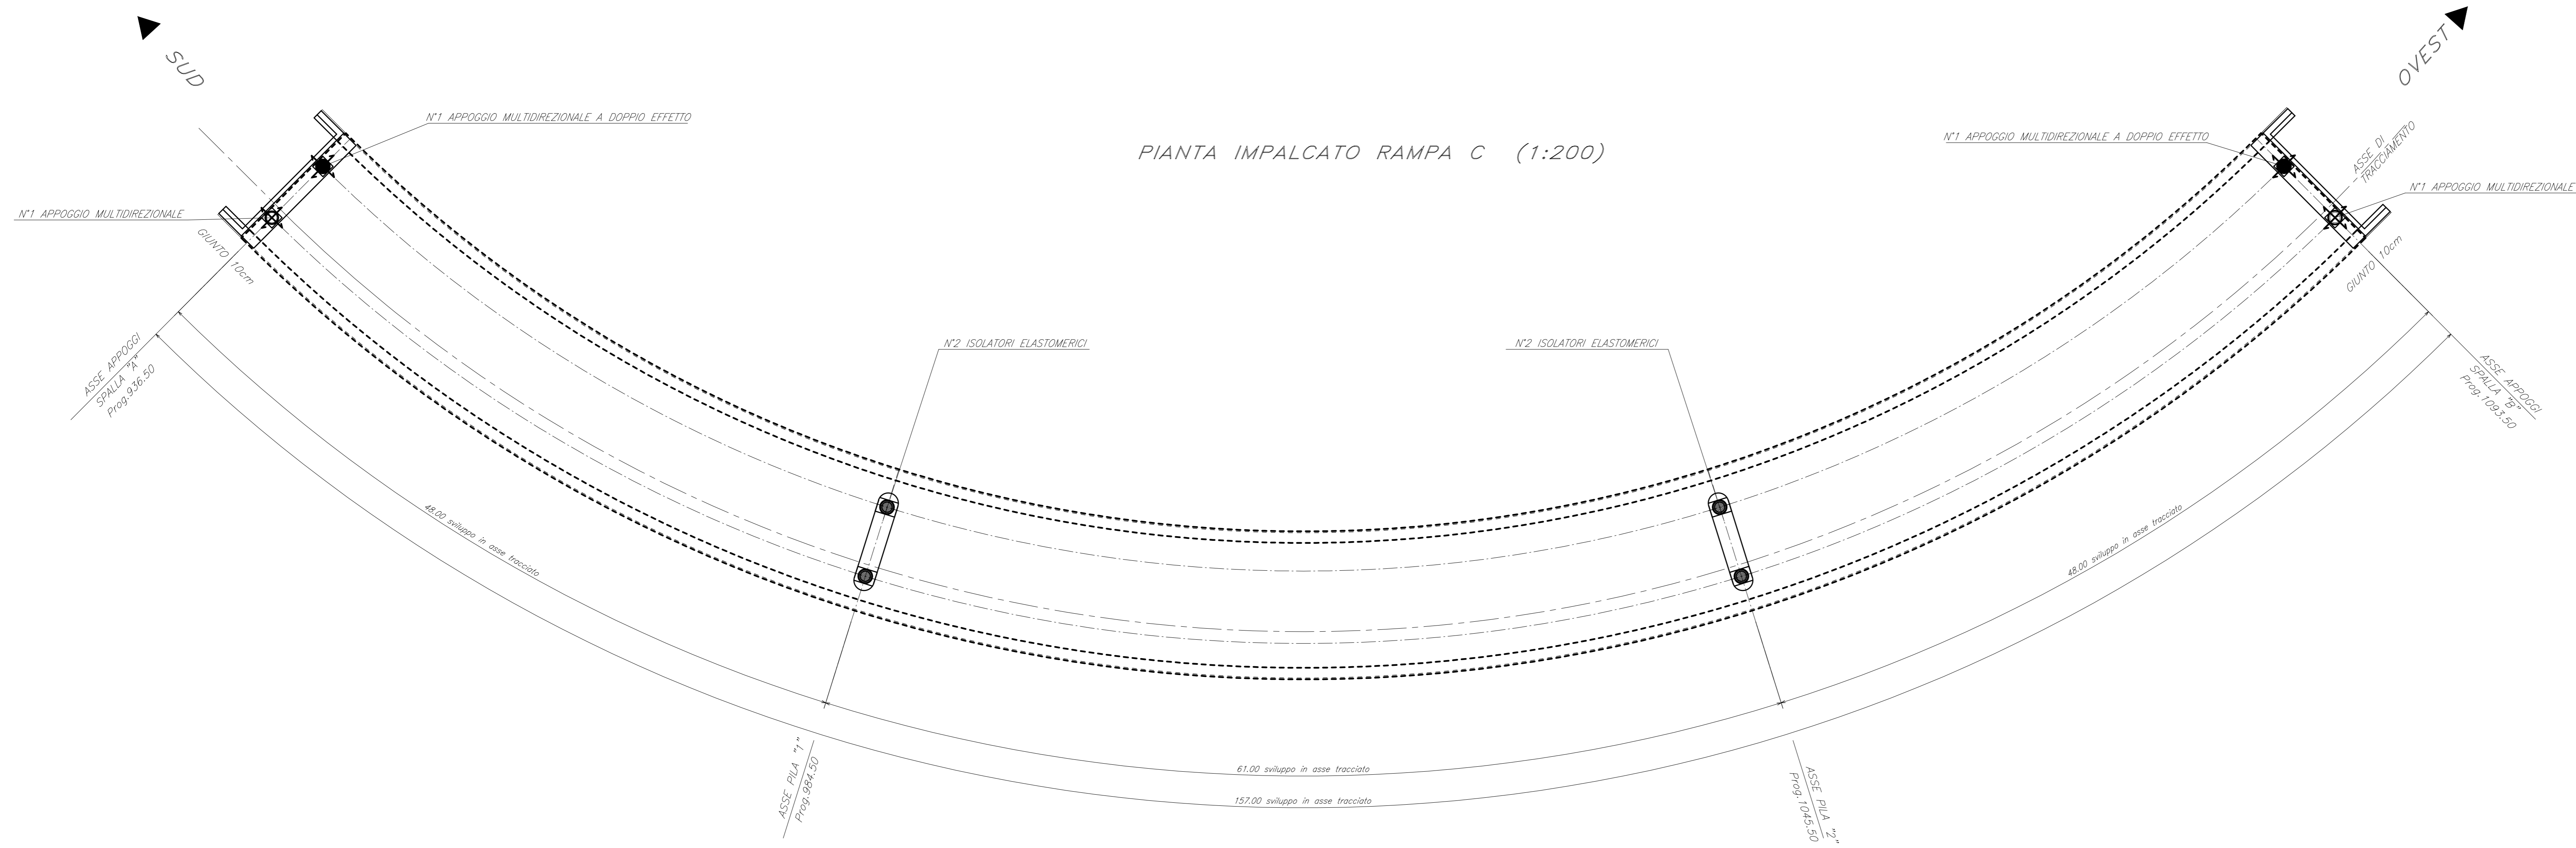 SUD
OVEST
N°1 APPOGGIO MULTIDIREZIONALE A DOPPIO EFFETTO
PIANTA IMPALCATO RAMPA C (1:200)
N°1 APPOGGIO MULTIDIREZIONALE A DOPPIO EFFETTO
ASSE DI
TRACCIAMENTO
N°1 APPOGGIO MULTIDIREZIONALE
N°1 APPOGGIO MULTIDIREZIONALE
GIUNTO 10cm
GIUNTO 10cm
ASSE APPOGGI
SPALLA "A"
Prog.936.50
N°2 ISOLATORI ELASTOMERICI
N°2 ISOLATORI ELASTOMERICI
ASSE APPOGGI
SPALLA "B"
Prog.1093.50
48.00 sviluppo in asse tracciato
48.00 sviluppo in asse tracciato
61.00 sviluppo in asse tracciato
157.00 sviluppo in asse tracciato
ASSE PILA "1"
Prog.984.50
ASSE PILA "2"
Prog.1045.50